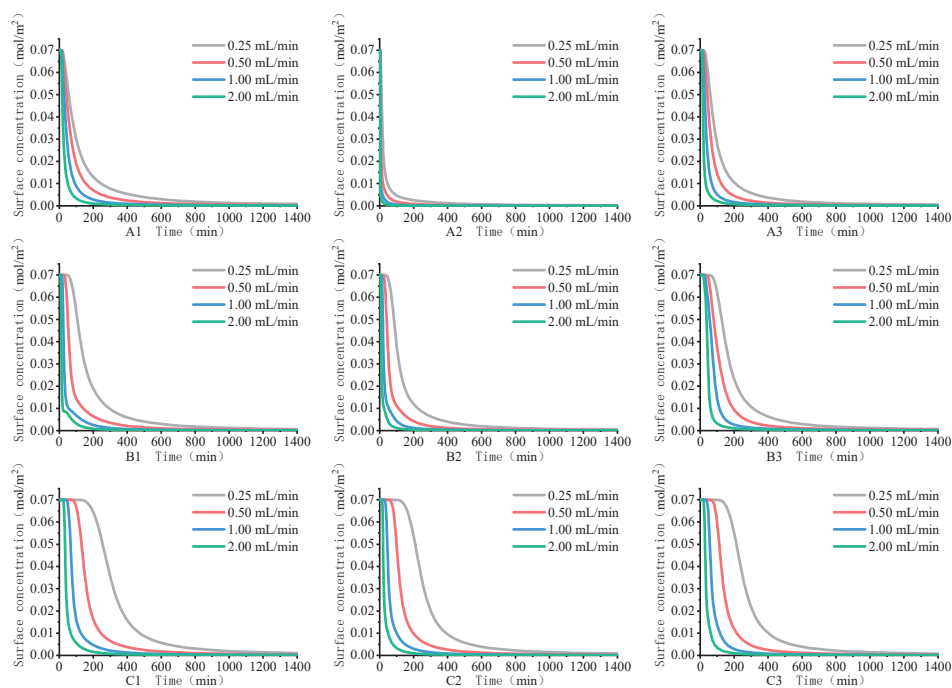 Surface concentration (mol/m²)
0.07
0.06
0.05
0.04
0.03
0.02
0.01
0.00
0.25 mL/min
0.50 mL/min
1.00 mL/min
2.00 mL/min
0 200 400 600 800 1000 1200 1400
A1 Time (min)
Surface concentration (mol/m²)
0.07
0.06
0.05
0.04
0.03
0.02
0.01
0.00
0.25 mL/min
0.50 mL/min
1.00 mL/min
2.00 mL/min
0 200 400 600 800 1000 1200 1400
A2 Time (min)
Surface concentration (mol/m²)
0.07
0.06
0.05
0.04
0.03
0.02
0.01
0.00
0.25 mL/min
0.50 mL/min
1.00 mL/min
2.00 mL/min
0 200 400 600 800 1000 1200 1400
A3 Time (min)
Surface concentration (mol/m²)
0.07
0.06
0.05
0.04
0.03
0.02
0.01
0.00
0.25 mL/min
0.50 mL/min
1.00 mL/min
2.00 mL/min
0 200 400 600 800 1000 1200 1400
B1 Time (min)
Surface concentration (mol/m²)
0.07
0.06
0.05
0.04
0.03
0.02
0.01
0.00
0.25 mL/min
0.50 mL/min
1.00 mL/min
2.00 mL/min
0 200 400 600 800 1000 1200 1400
B2 Time (min)
Surface concentration (mol/m²)
0.07
0.06
0.05
0.04
0.03
0.02
0.01
0.00
0.25 mL/min
0.50 mL/min
1.00 mL/min
2.00 mL/min
0 200 400 600 800 1000 1200 1400
B3 Time (min)
Surface concentration (mol/m²)
0.07
0.06
0.05
0.04
0.03
0.02
0.01
0.00
0.25 mL/min
0.50 mL/min
1.00 mL/min
2.00 mL/min
0 200 400 600 800 1000 1200 1400
C1 Time (min)
Surface concentration (mol/m²)
0.07
0.06
0.05
0.04
0.03
0.02
0.01
0.00
0.25 mL/min
0.50 mL/min
1.00 mL/min
2.00 mL/min
0 200 400 600 800 1000 1200 1400
C2 Time (min)
Surface concentration (mol/m²)
0.07
0.06
0.05
0.04
0.03
0.02
0.01
0.00
0.25 mL/min
0.50 mL/min
1.00 mL/min
2.00 mL/min
0 200 400 600 800 1000 1200 1400
C3 Time (min)